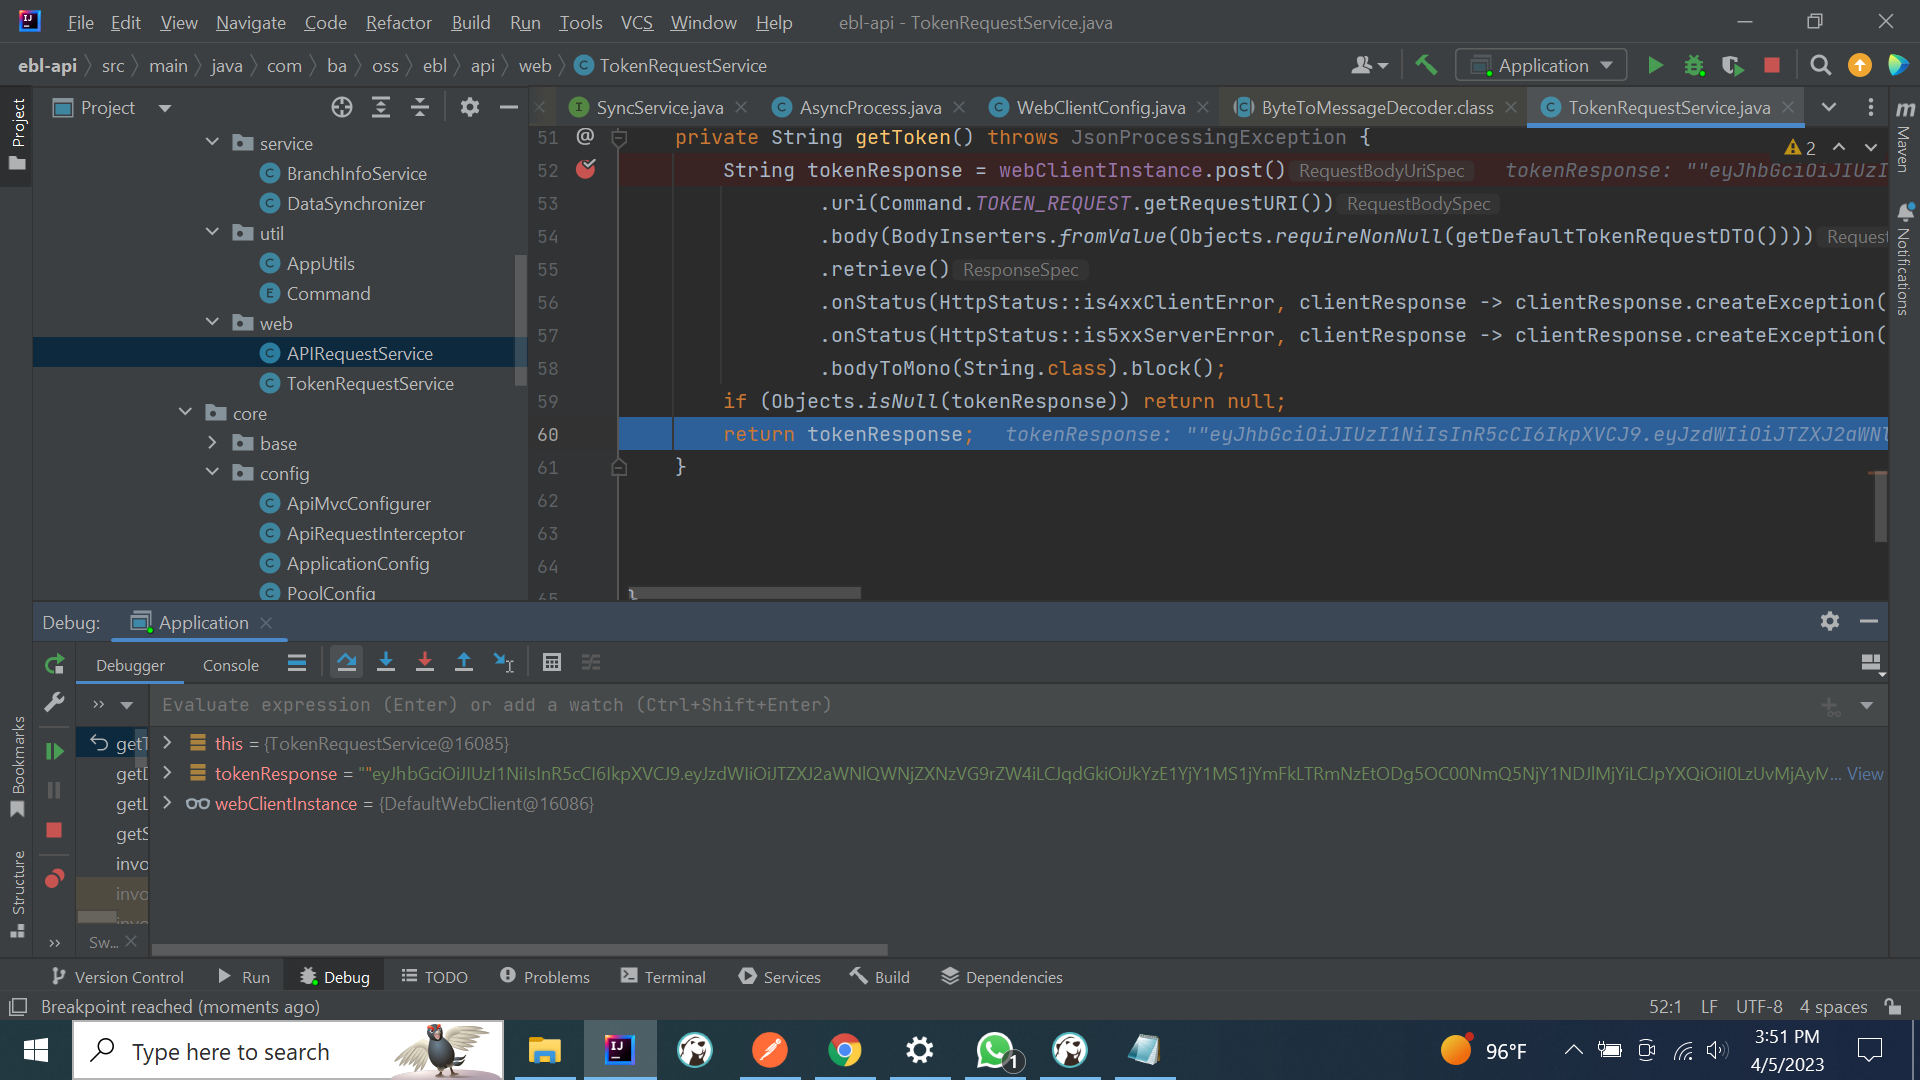 File Edit View Navigate Code Refactor Build Run Tools VCS Window Help ebl-api - TokenRequestService.java
ebl-api src main java com ba oss ebl api web TokenRequestService Application
Project SyncService.java AsyncProcess.java WebClientConfig.java ByteToMessageDecoder.class TokenRequestService.java
Project
Maven
Notifications
Bookmarks
Structure
service
BranchInfoService
DataSynchronizer
util
AppUtils
Command
web
APIRequestService
TokenRequestService
core
base
config
ApiMvcConfigurer
ApiRequestInterceptor
ApplicationConfig
PoolConfig
2
51 @ private String getToken() throws JsonProcessingException {
52 String tokenResponse = webClientInstance.post() RequestBodyUriSpec tokenResponse: ""eyJhbGciOiJIUzI
53 .uri(Command.TOKEN_REQUEST.getRequestURI()) RequestBodySpec
54 .body(BodyInserters.fromValue(Objects.requireNonNull(getDefaultTokenRequestDTO()))) Request
55 .retrieve() ResponseSpec
56 .onStatus(HttpStatus::is4xxClientError, clientResponse -> clientResponse.createException(
57 .onStatus(HttpStatus::is5xxServerError, clientResponse -> clientResponse.createException(
58 .bodyToMono(String.class).block();
59 if (Objects.isNull(tokenResponse)) return null;
60 return tokenResponse; tokenResponse: ""eyJhbGciOiJIUzI1NiIsInR5cCI6IkpXVCJ9.eyJzdWIiOiJTZXJ2aWNl
61 }
62
63
64
65 }
Debug: Application
Debugger Console
Evaluate expression (Enter) or add a watch (Ctrl+Shift+Enter)
getT
getD
getL
getS
invo
invo
invo
Sw...
this = {TokenRequestService@16085}
tokenResponse = ""eyJhbGciOiJIUzI1NiIsInR5cCI6IkpXVCJ9.eyJzdWIiOiJTZXJ2aWNlQWNjZXNzVG9rZW4iLCJqdGkiOiJkYzE1YjY1MS1jYmFkLTRmNzEtODg5OC00NmQ5NjY1NDJlMjYiLCJpYXQiOiI0LzUvMjAyM... View
webClientInstance = {DefaultWebClient@16086}
Version Control Run Debug TODO Problems Terminal Services Build Dependencies
Breakpoint reached (moments ago) 52:1 LF UTF-8 4 spaces
Type here to search 1 96°F 3:51 PM
4/5/2023